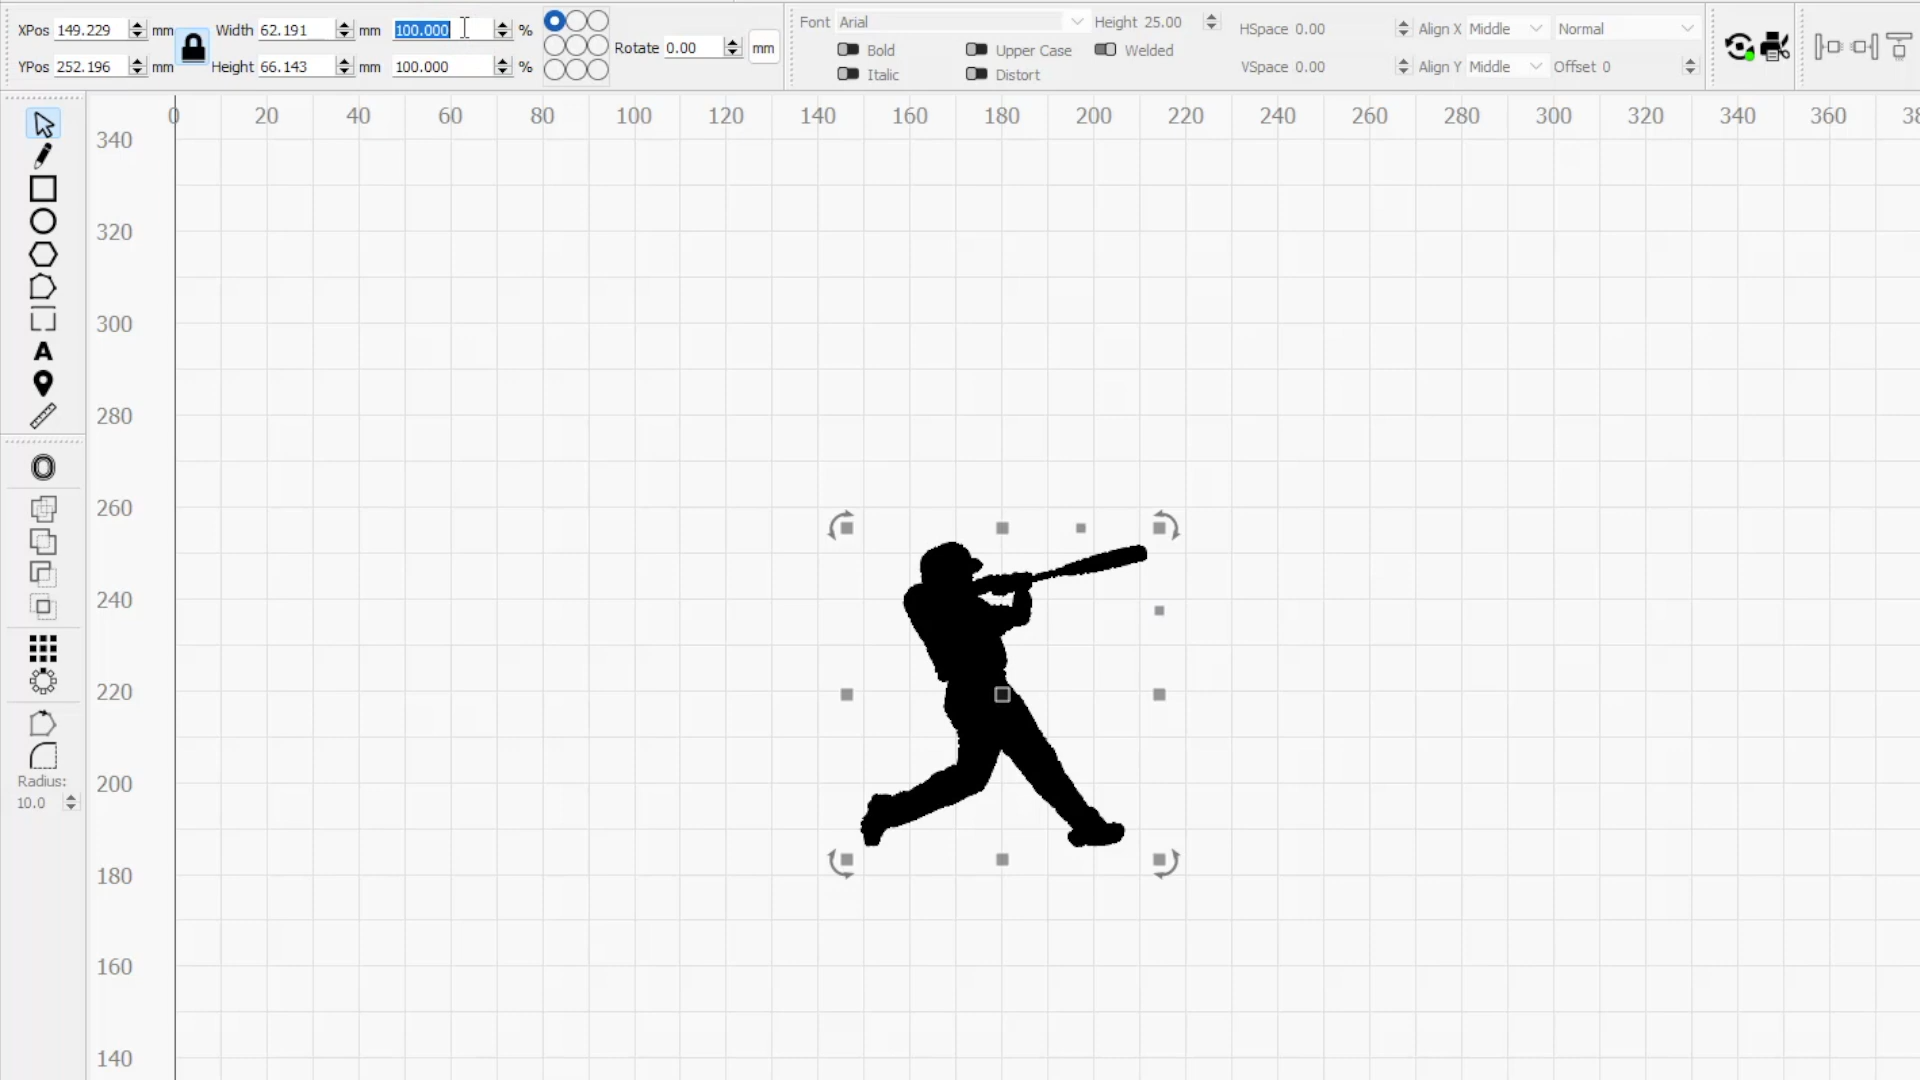 XPos 149.229 mm Width 62.191 mm 100.000 % Rotate 0.00 mm Font Arial Height 25.00 HSpace 0.00 Align X Middle Normal
YPos 252.196 mm Height 66.143 mm 100.000 % Bold Upper Case Welded VSpace 0.00 Align Y Middle Offset 0
Italic Distort
0 20 40 60 80 100 120 140 160 180 200 220 240 260 280 300 320 340 360
340
320
300
280
260
240
220
200
180
160
140
A
Radius:
10.0